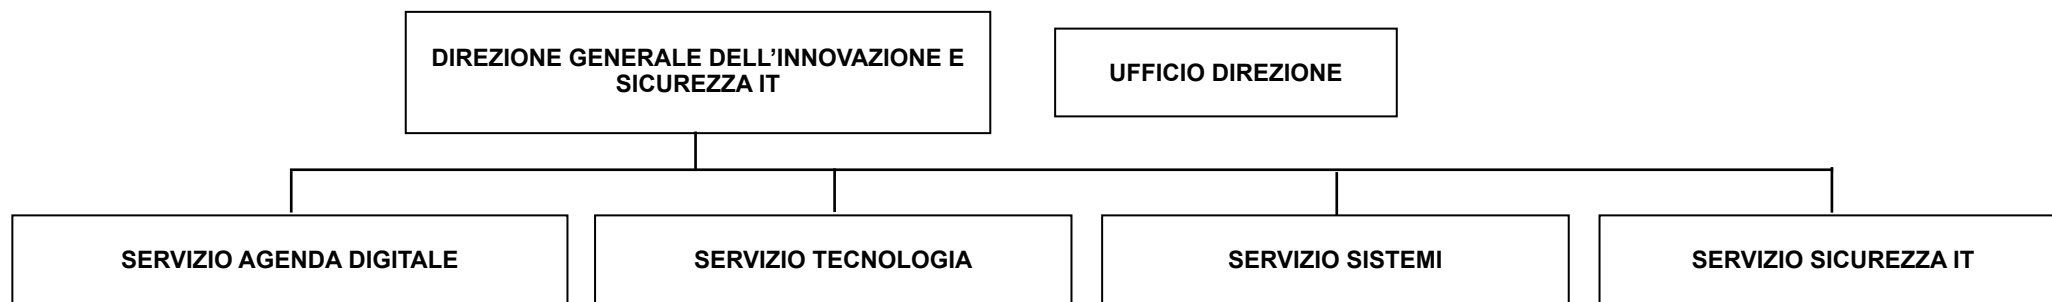 DIREZIONE GENERALE DELL’INNOVAZIONE E
SICUREZZA IT
UFFICIO DIREZIONE
SERVIZIO AGENDA DIGITALE
SERVIZIO TECNOLOGIA
SERVIZIO SISTEMI
SERVIZIO SICUREZZA IT